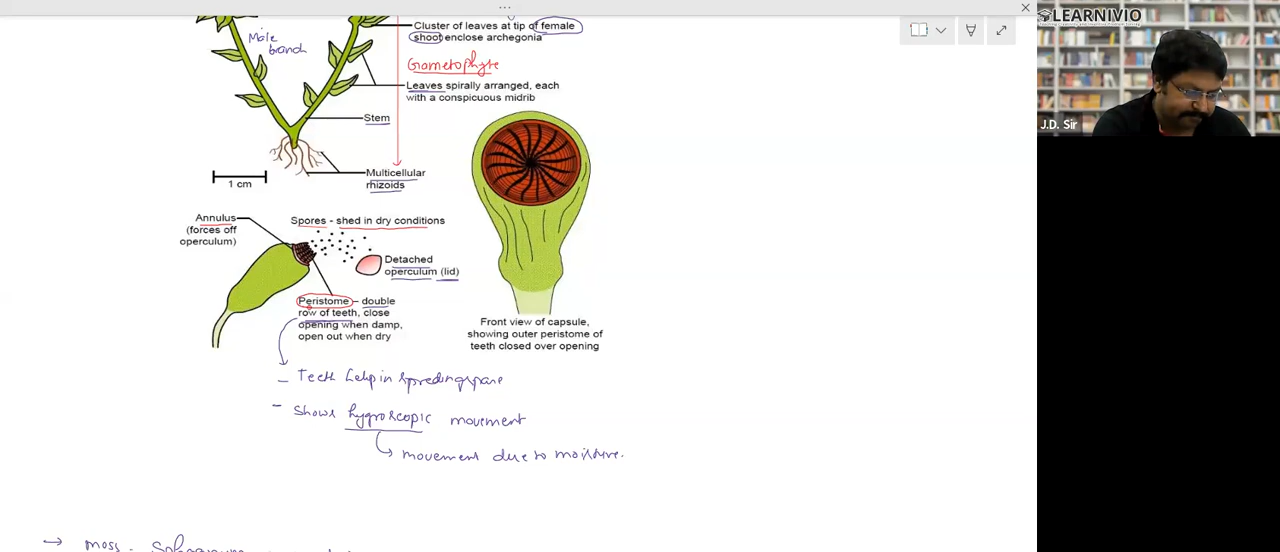 LEARNIVIO
J.D. Sir
Male
branch
Cluster of leaves at tip of female
shoot enclose archegonia
Gametophyte
Leaves spirally arranged, each
with a conspicuous midrib
Stem
Multicellular
rhizoids
1 cm
Annulus
(forces off
operculum)
Spores - shed in dry conditions
Detached
operculum (lid)
Peristome - double
row of teeth, close
opening when damp,
open out when dry
Front view of capsule,
showing outer peristome of
teeth closed over opening
- Teeth help in spreding spore
- Shows hygroscopic movement
movement due to moisture.
→ moss -